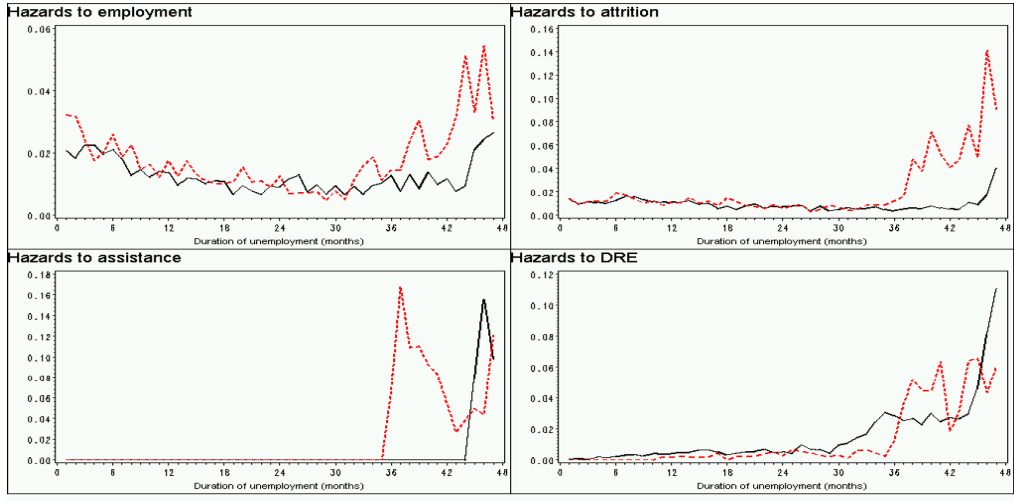 Hazards to employment
0.06
0.04
0.02
0.00
0 6 12 18 24 30 36 42 48
Duration of unemployment (months)
Hazards to attrition
0.16
0.14
0.12
0.10
0.08
0.06
0.04
0.02
0.00
0 6 12 18 24 30 36 42 48
Duration of unemployment (months)
Hazards to assistance
0.18
0.16
0.14
0.12
0.10
0.08
0.06
0.04
0.02
0.00
0 6 12 18 24 30 36 42 48
Duration of unemployment (months)
Hazards to DRE
0.12
0.10
0.08
0.06
0.04
0.02
0.00
0 6 12 18 24 30 36 42 48
Duration of unemployment (months)